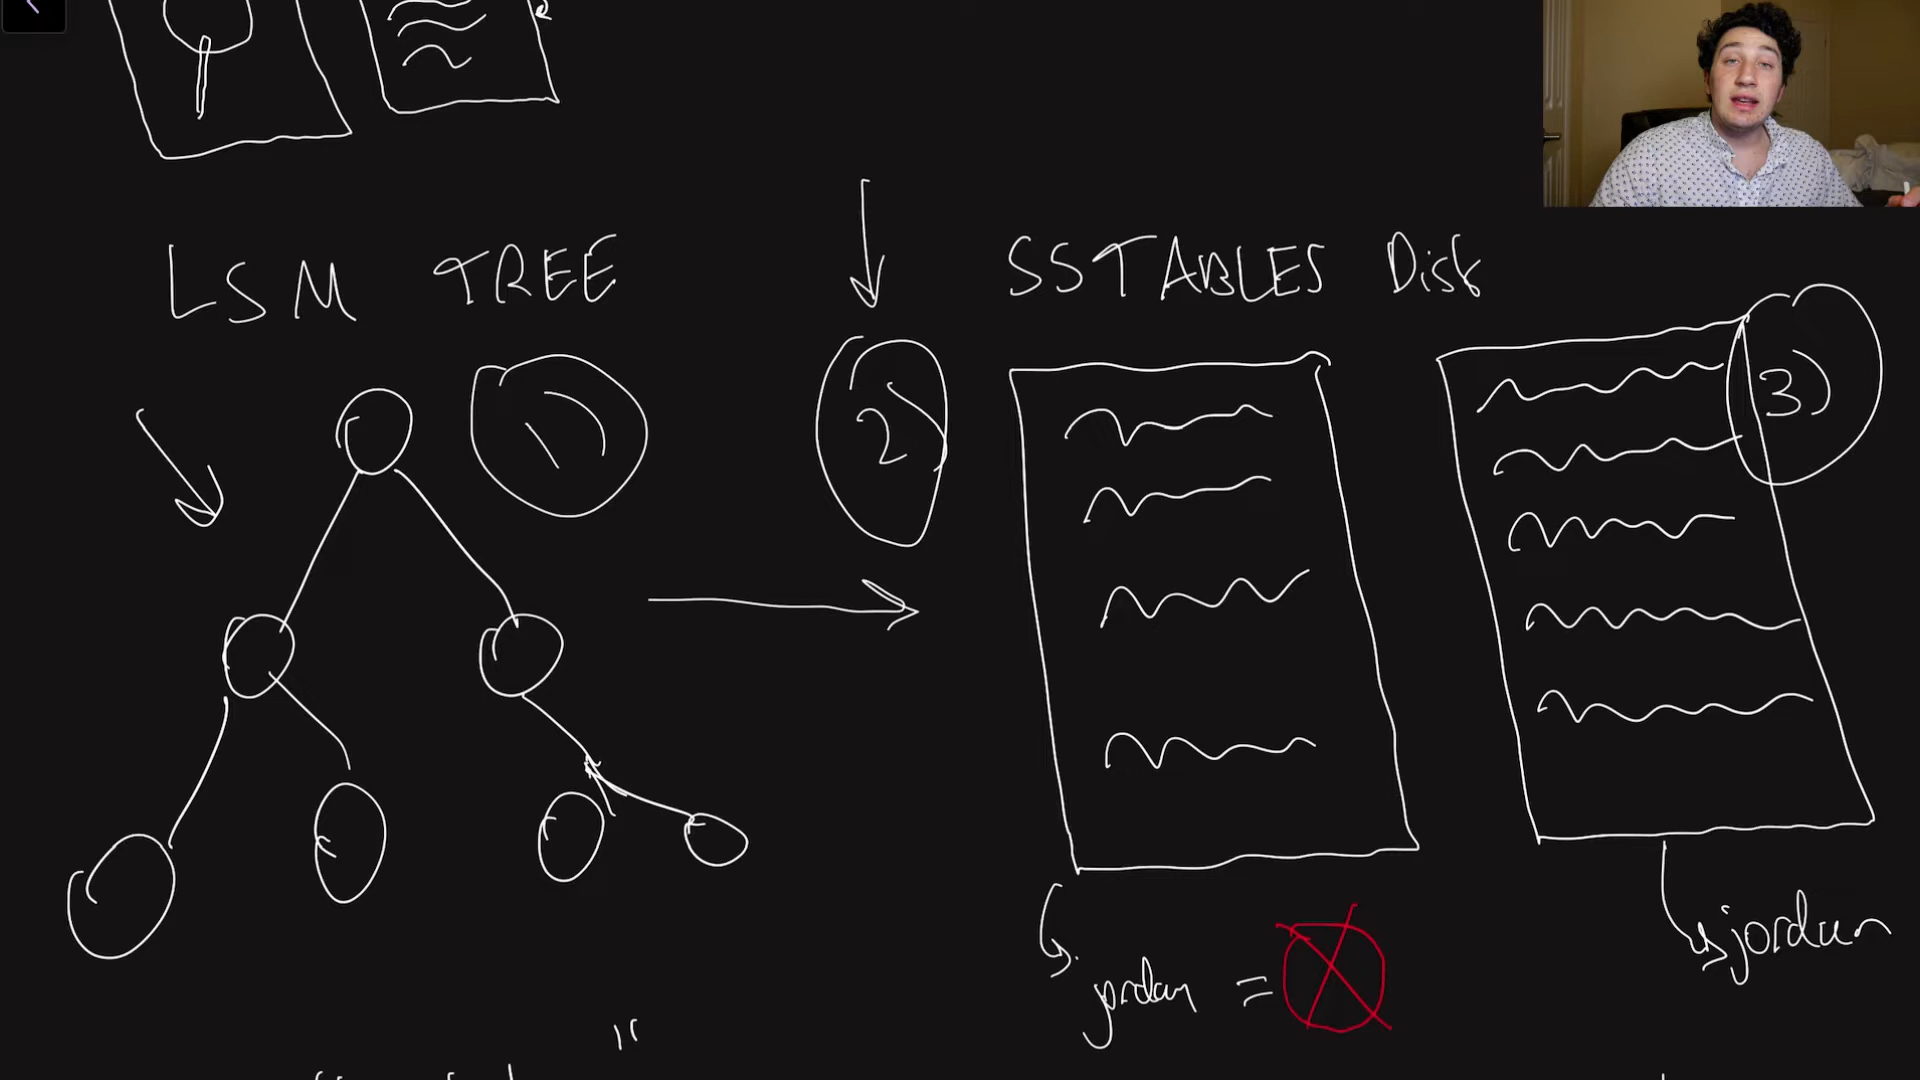 LSM TREE
SSTABLES Disk
1)
2)
3)
jordan =
jordan